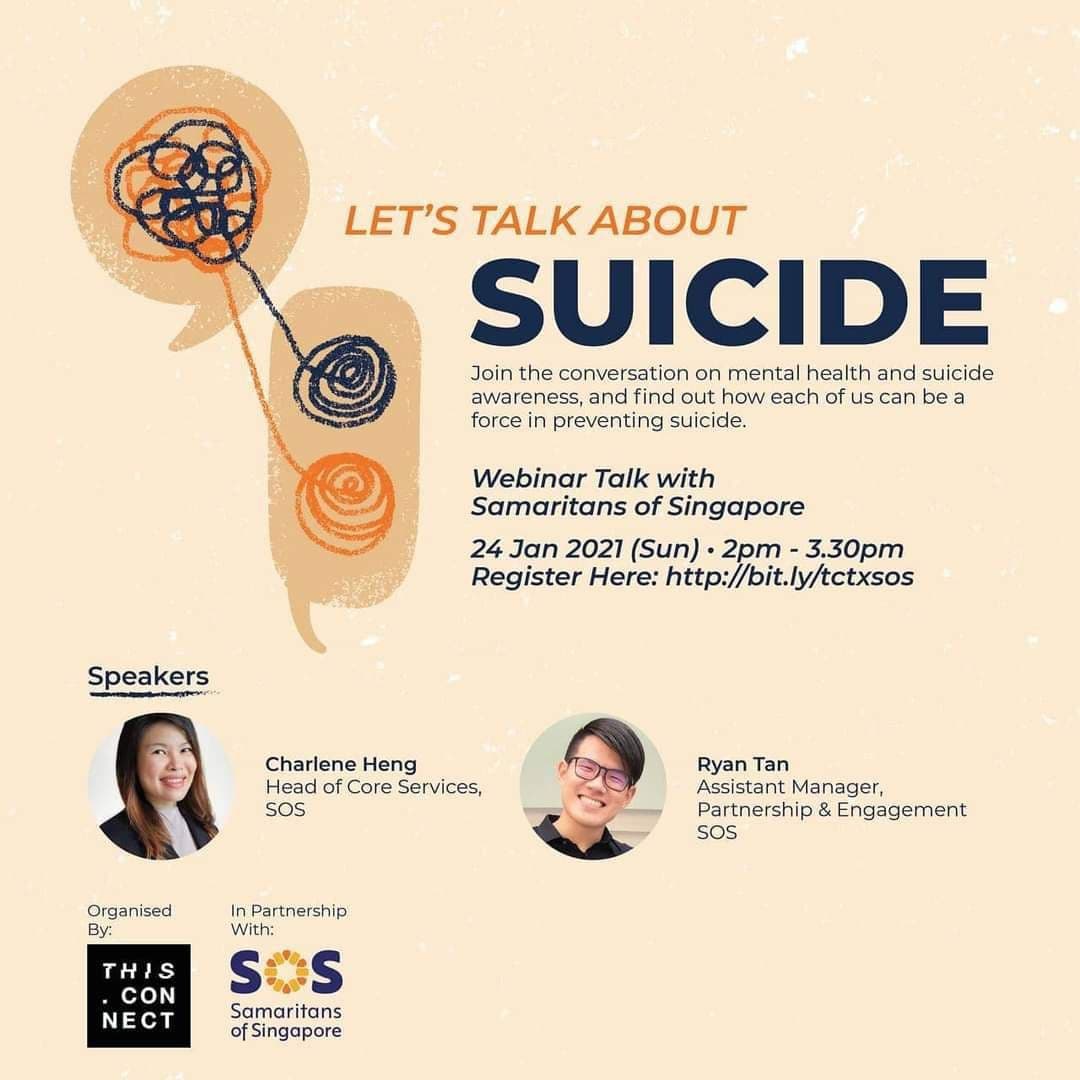 LET'S TALK ABOUT
SUICIDE
Join the conversation on mental health and suicide
awareness, and find out how each of us can be a
force in preventing suicide.
Webinar Talk with
Samaritans of Singapore
24 Jan 2021 (Sun) • 2pm - 3.30pm
Register Here: http://bit.ly/tctxsos
Speakers
Charlene Heng
Head of Core Services,
SOS
Ryan Tan
Assistant Manager,
Partnership & Engagement
SOS
Organised
By:
THIS
. CON
NECT
In Partnership
With:
SOS
Samaritans
of Singapore